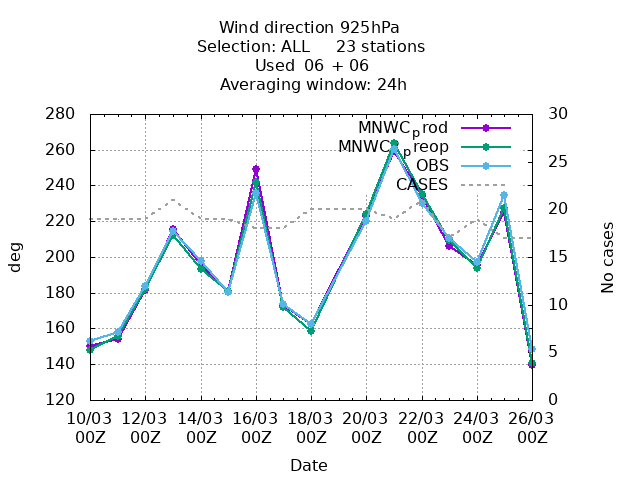 Wind direction 925hPa
Selection: ALL 23 stations
Used 06 + 06
Averaging window: 24h
280
260
240
220
200
180
160
140
120
deg
30
25
20
15
10
5
0
No cases
MNWC_prod
MNWC_preop
OBS
CASES
10/03 12/03 14/03 16/03 18/03 20/03 22/03 24/03 26/03
00Z 00Z 00Z 00Z 00Z 00Z 00Z 00Z 00Z
Date